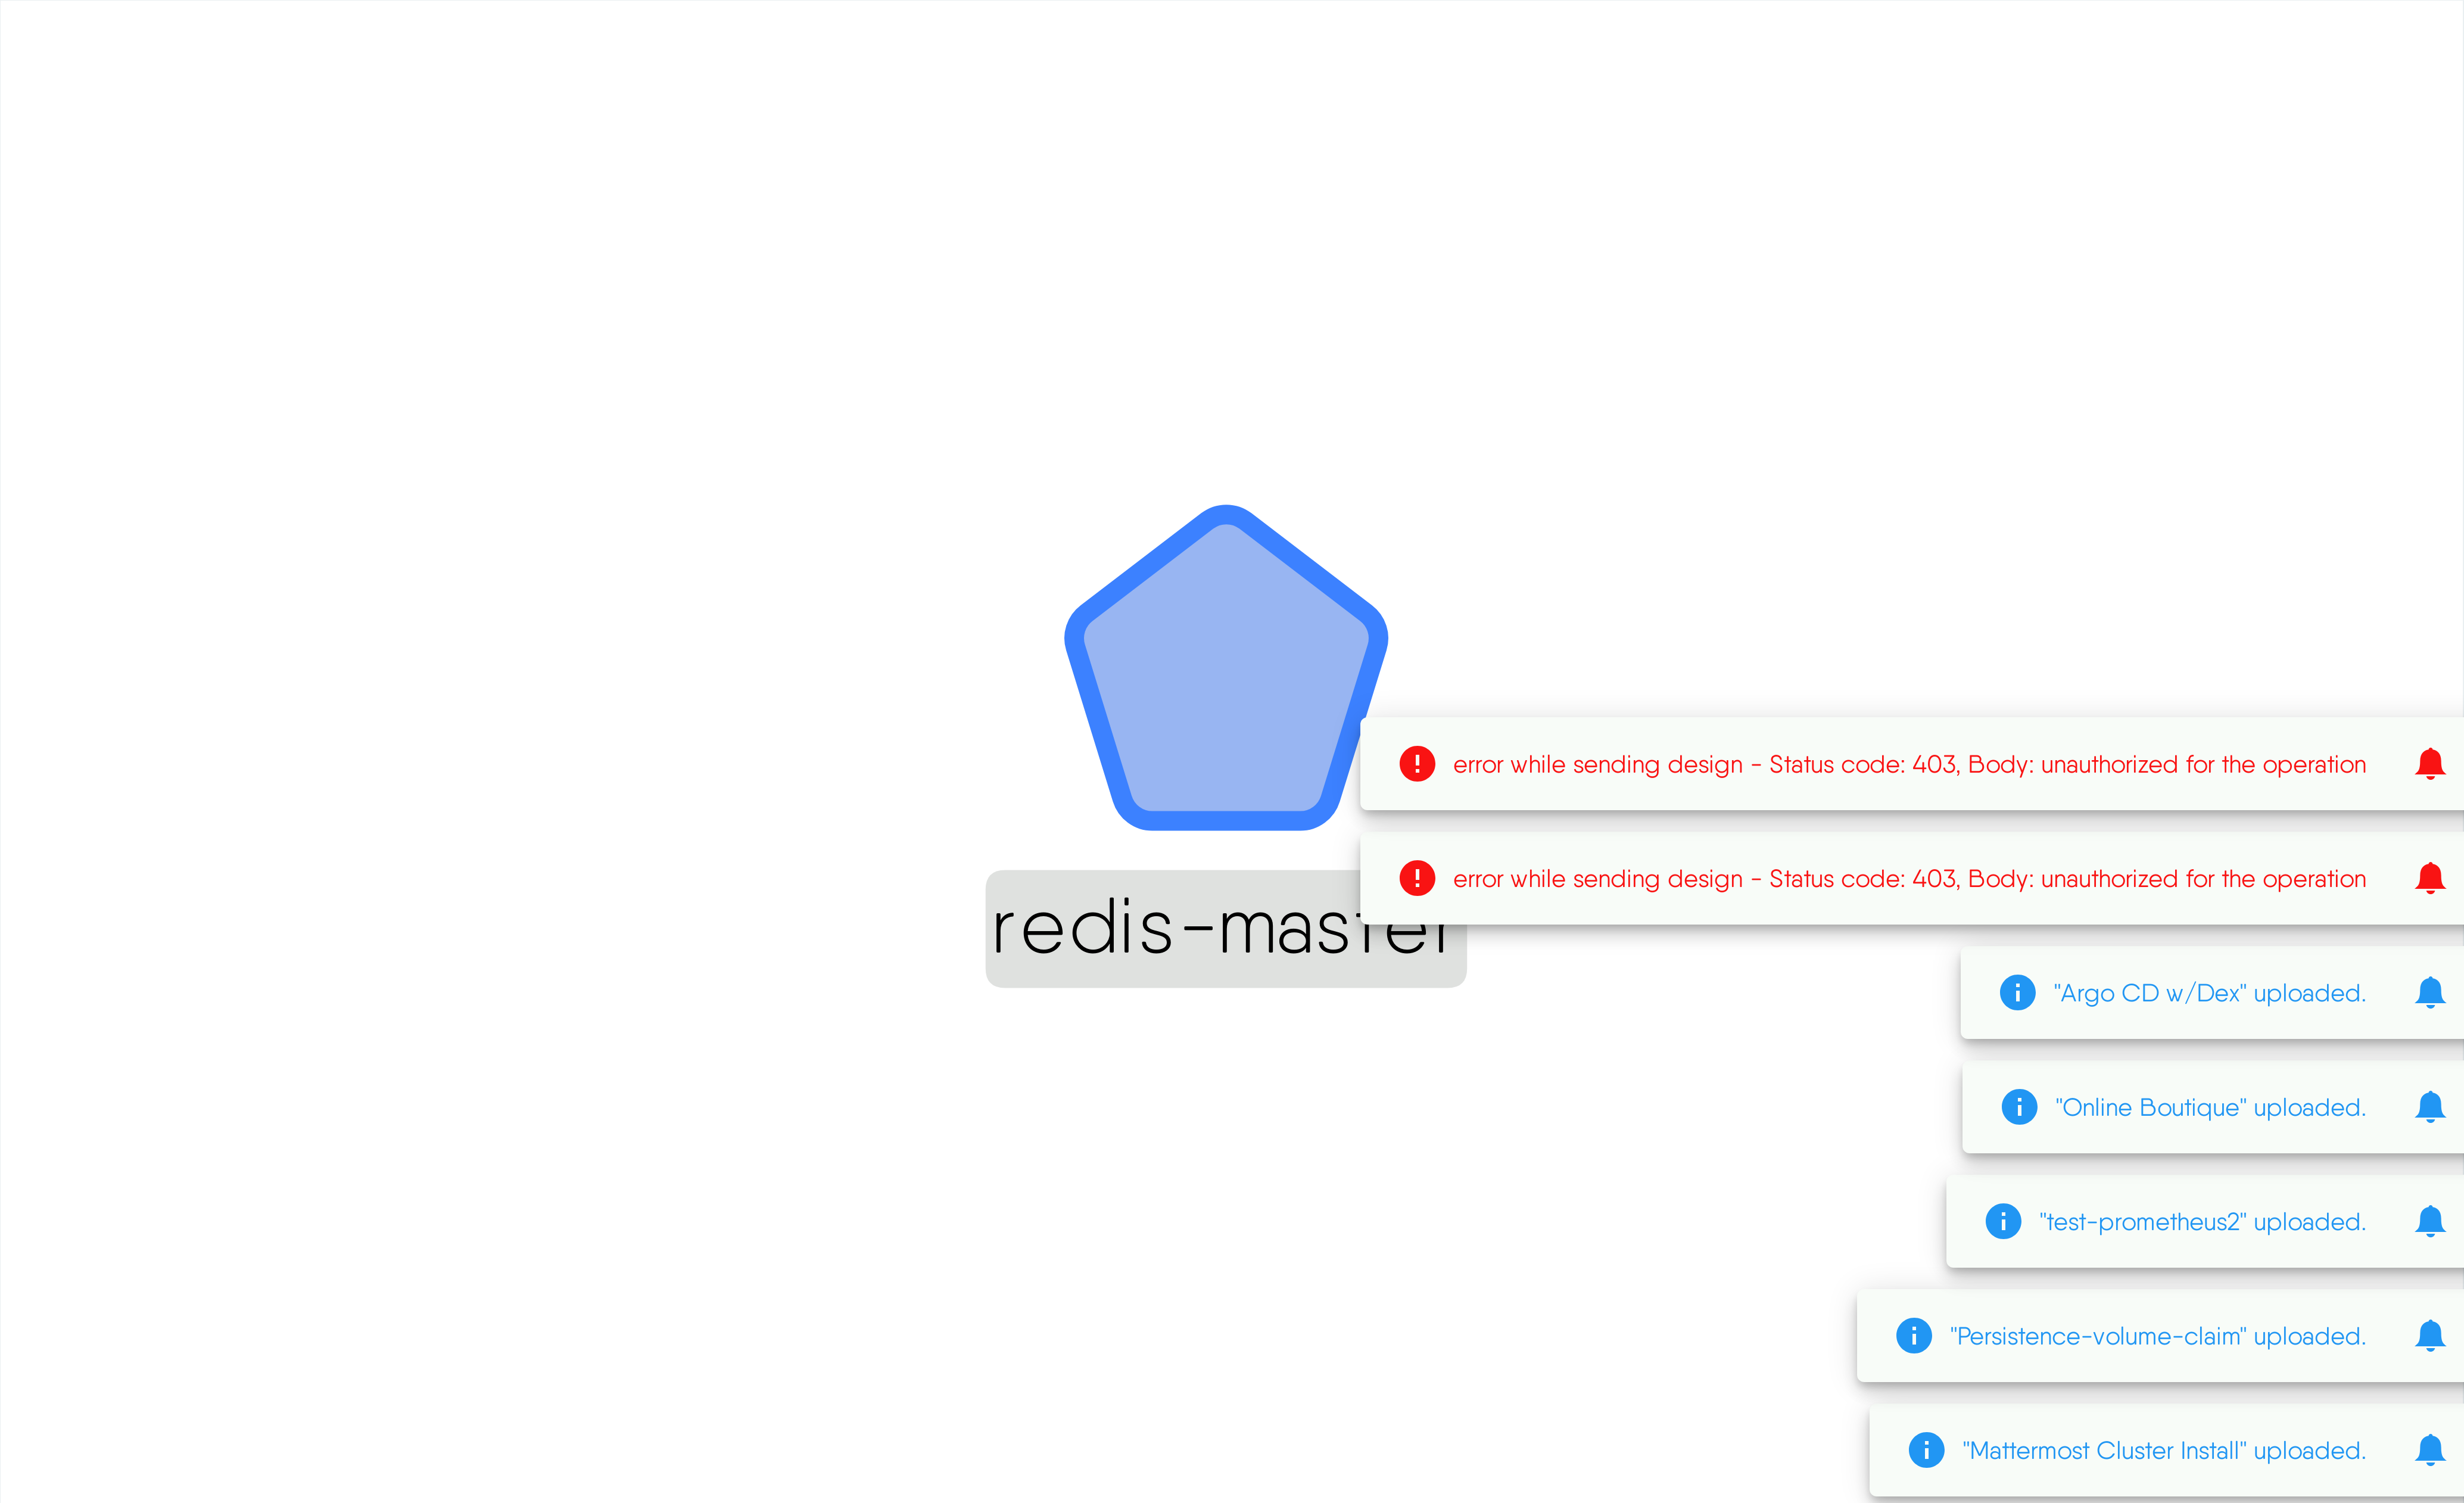 error while sending design - Status code: 403, Body: unauthorized for the operation
error while sending design - Status code: 403, Body: unauthorized for the operation
redis-master
"Argo CD w/Dex" uploaded.
"Online Boutique" uploaded.
"test-prometheus2" uploaded.
"Persistence-volume-claim" uploaded.
"Mattermost Cluster Install" uploaded.